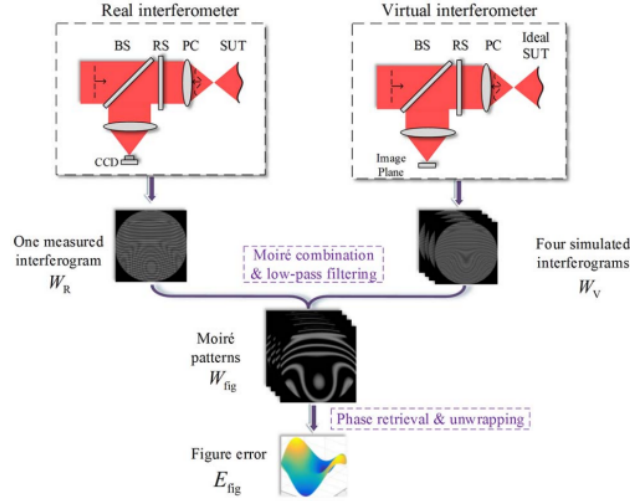 Real interferometer
Virtual interferometer
BS RS PC SUT
CCD
BS RS PC Ideal
SUT
Image
Plane
One measured
interferogram
W_R
Moiré combination
& low-pass filtering
Four simulated
interferograms
W_V
Moiré
patterns
W_fig
Phase retrieval & unwrapping
Figure error
E_fig